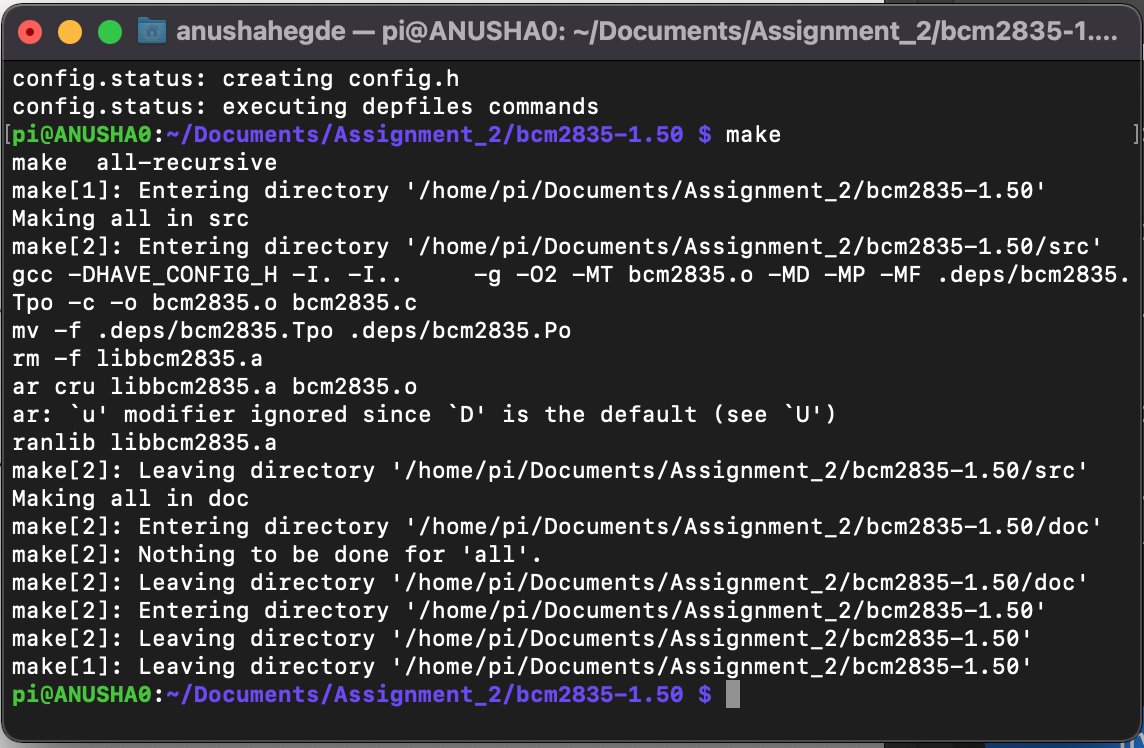 anushahegde — pi@ANUSHA0: ~/Documents/Assignment_2/bcm2835-1....
config.status: creating config.h
config.status: executing depfiles commands
[pi@ANUSHA0:~/Documents/Assignment_2/bcm2835-1.50 $ make ]
make  all-recursive
make[1]: Entering directory '/home/pi/Documents/Assignment_2/bcm2835-1.50'
Making all in src
make[2]: Entering directory '/home/pi/Documents/Assignment_2/bcm2835-1.50/src'
gcc -DHAVE_CONFIG_H -I. -I..     -g -O2 -MT bcm2835.o -MD -MP -MF .deps/bcm2835.
Tpo -c -o bcm2835.o bcm2835.c
mv -f .deps/bcm2835.Tpo .deps/bcm2835.Po
rm -f libbcm2835.a
ar cru libbcm2835.a bcm2835.o
ar: `u' modifier ignored since `D' is the default (see `U')
ranlib libbcm2835.a
make[2]: Leaving directory '/home/pi/Documents/Assignment_2/bcm2835-1.50/src'
Making all in doc
make[2]: Entering directory '/home/pi/Documents/Assignment_2/bcm2835-1.50/doc'
make[2]: Nothing to be done for 'all'.
make[2]: Leaving directory '/home/pi/Documents/Assignment_2/bcm2835-1.50/doc'
make[2]: Entering directory '/home/pi/Documents/Assignment_2/bcm2835-1.50'
make[2]: Leaving directory '/home/pi/Documents/Assignment_2/bcm2835-1.50'
make[1]: Leaving directory '/home/pi/Documents/Assignment_2/bcm2835-1.50'
pi@ANUSHA0:~/Documents/Assignment_2/bcm2835-1.50 $